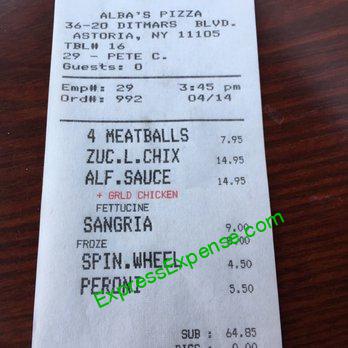 ALBA'S PIZZA
36-20 DITMARS BLVD.
ASTORIA, NY 11105
TBL# 16
29 - PETE C.
Guests: 0
Emp#: 29 3:45 pm
Ord#: 992 04/14
4 MEATBALLS 7.95
ZUC.L.CHIX 14.95
ALF.SAUCE 14.95
+ GRLD CHICKEN
FETTUCINE
SANGRIA 9.00
FROZE
SPIN.WHEEL 4.50
PERONI 5.50
ExpressExpense.com
SUB : 64.85
DISC : 0.00